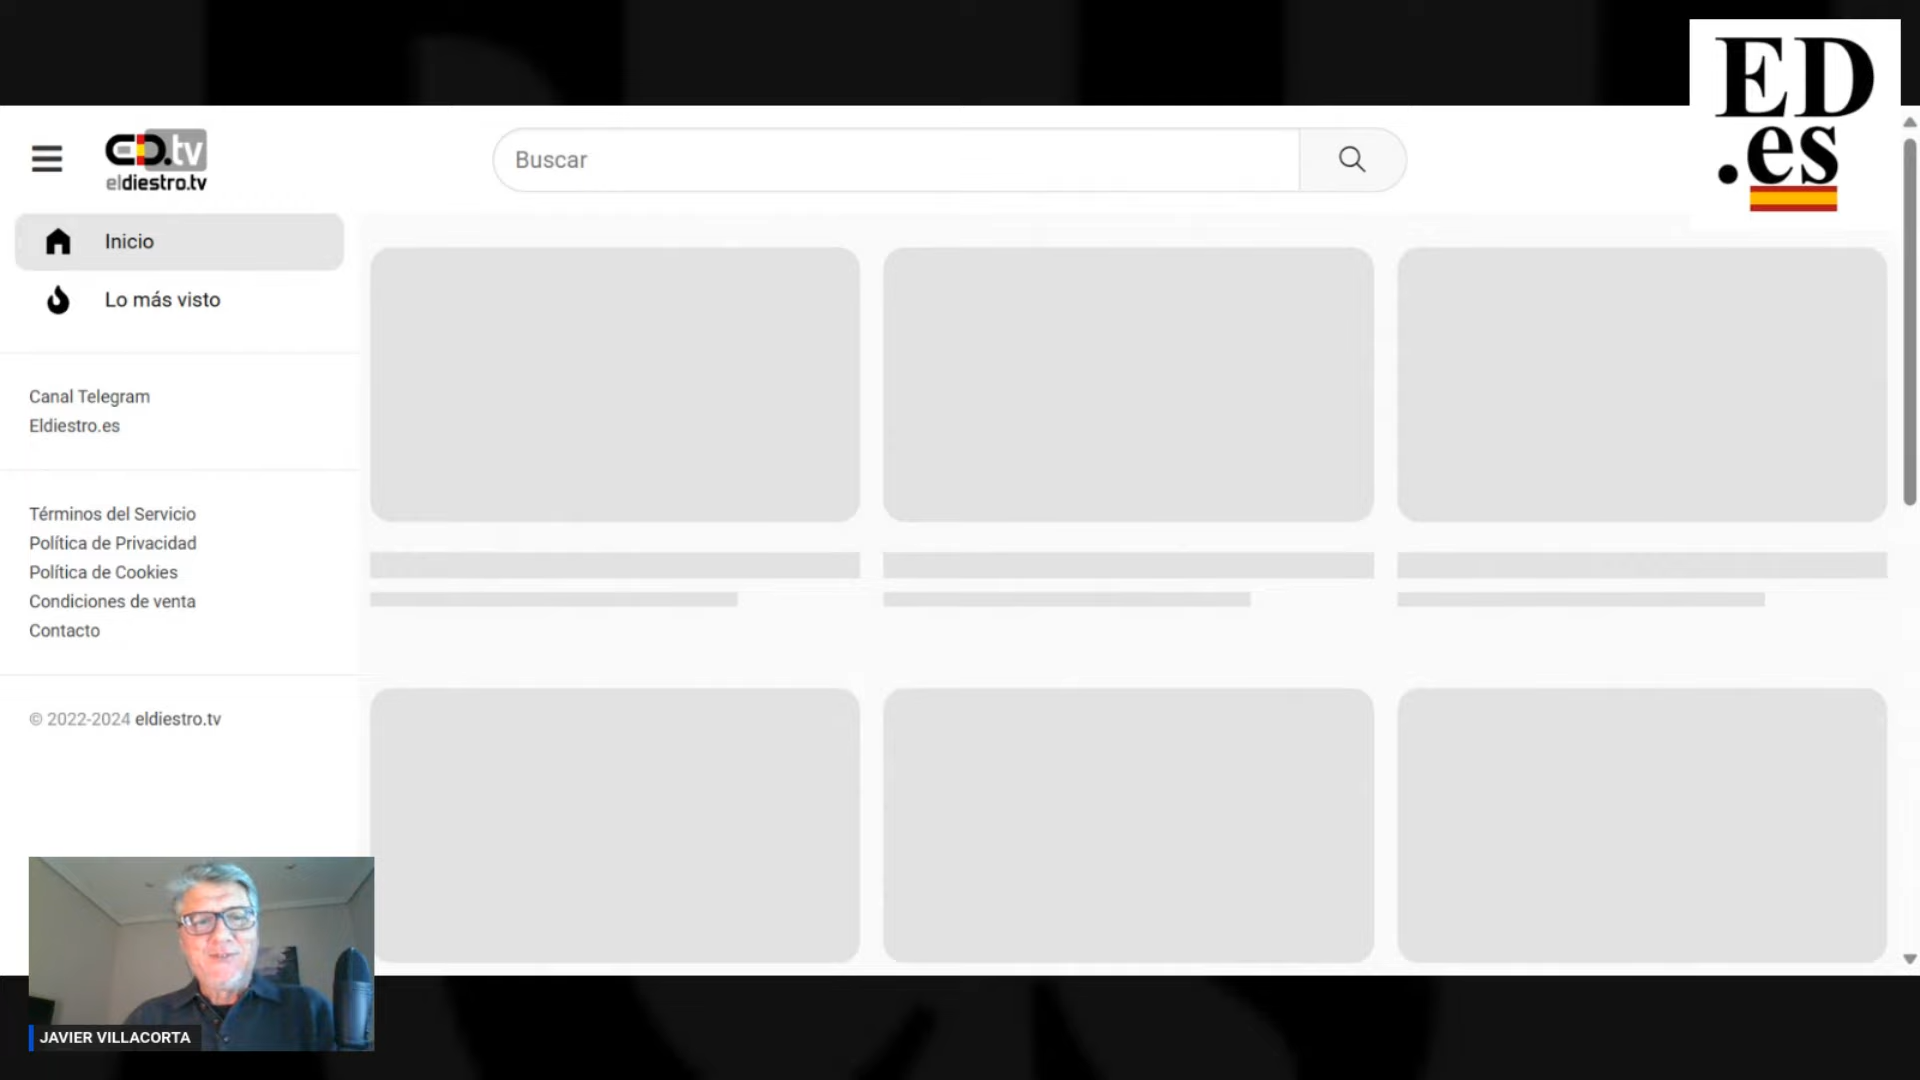 ED
.es
ED.tv
eldiestro.tv
Buscar
Inicio
Lo más visto
Canal Telegram
Eldiestro.es
Términos del Servicio
Política de Privacidad
Política de Cookies
Condiciones de venta
Contacto
© 2022-2024 eldiestro.tv
JAVIER VILLACORTA